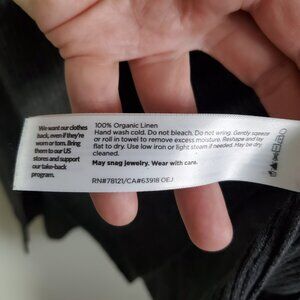 We want our clothes
back, even if they're
worn or torn. Bring
them to our US
stores and support
our take-back
program.
100% Organic Linen
Hand wash cold. Do not bleach. Do not wring. Gently squeeze
or roll in towel to remove excess moisture. Reshape and lay
flat to dry. Use low iron or light steam if needed. May be dry
cleaned.
May snag jewelry. Wear with care.
RN#78121/CA#63918 OEJ